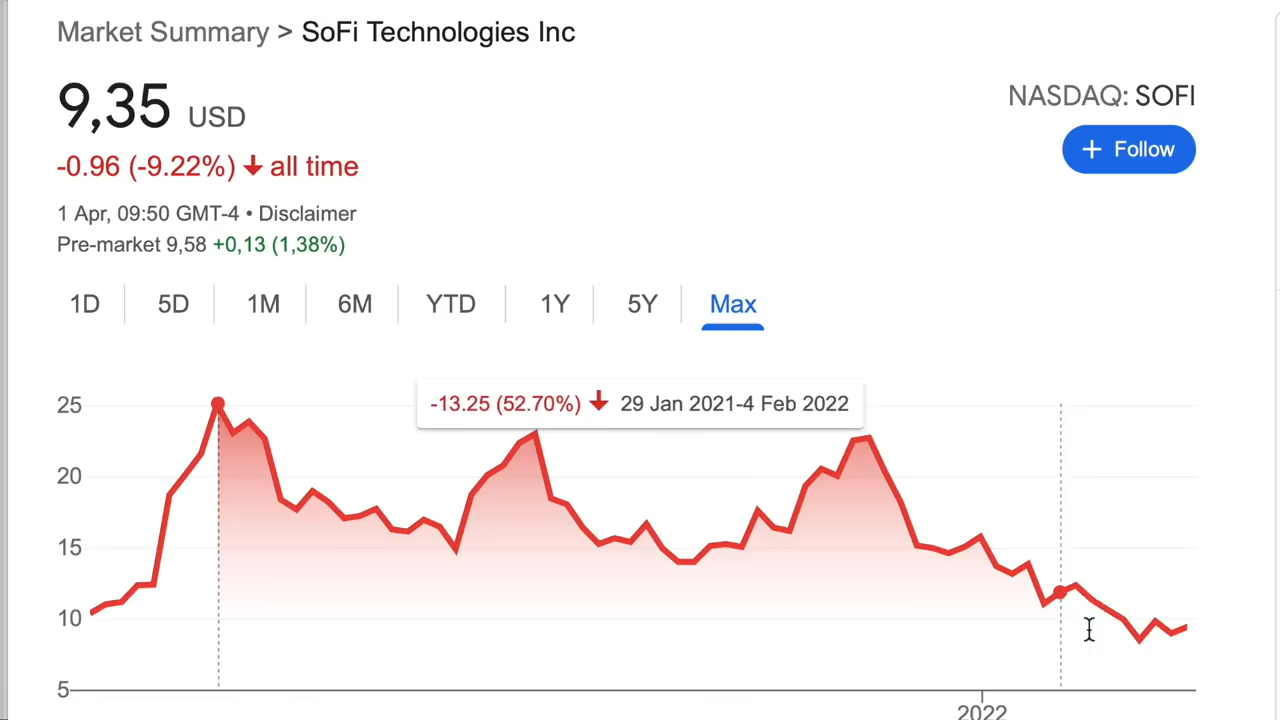 Market Summary > SoFi Technologies Inc
9,35 USD
NASDAQ: SOFI
+ Follow
-0.96 (-9.22%) ↓ all time
1 Apr, 09:50 GMT-4 • Disclaimer
Pre-market 9,58 +0,13 (1,38%)
1D 5D 1M 6M YTD 1Y 5Y Max
-13.25 (52.70%) ↓ 29 Jan 2021-4 Feb 2022
25
20
15
10
5
2022